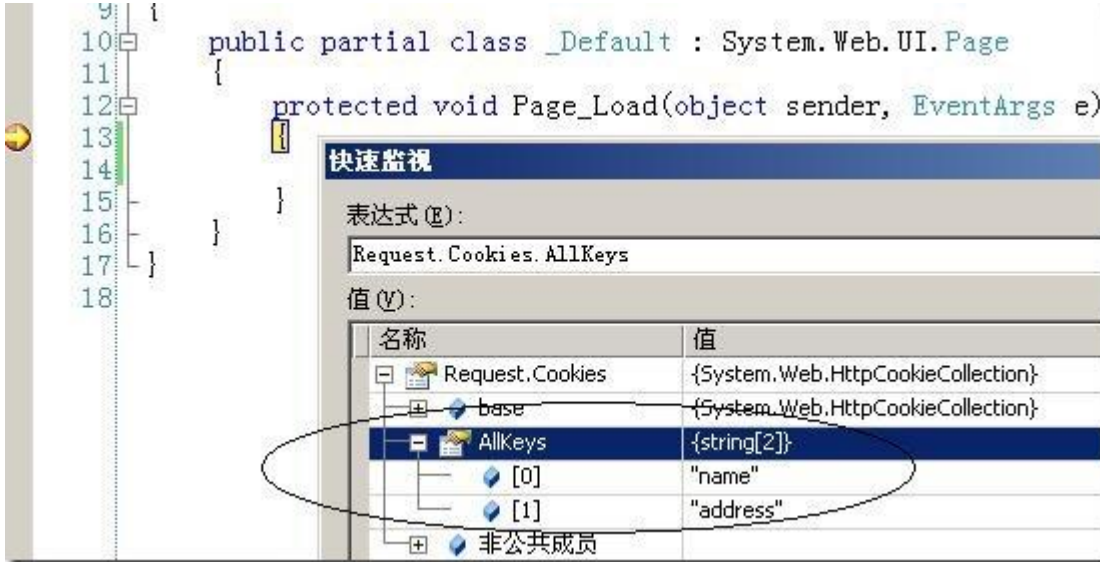 9 {
10 public partial class _Default : System.Web.UI.Page
11 {
12 protected void Page_Load(object sender, EventArgs e)
13 {
14
15 }
16 }
17 }
18
快速监视
表达式(E):
Request.Cookies.AllKeys
值(V):
名称 值
Request.Cookies {System.Web.HttpCookieCollection}
base {System.Web.HttpCookieCollection}
AllKeys {string[2]}
[0] "name"
[1] "address"
非公共成员